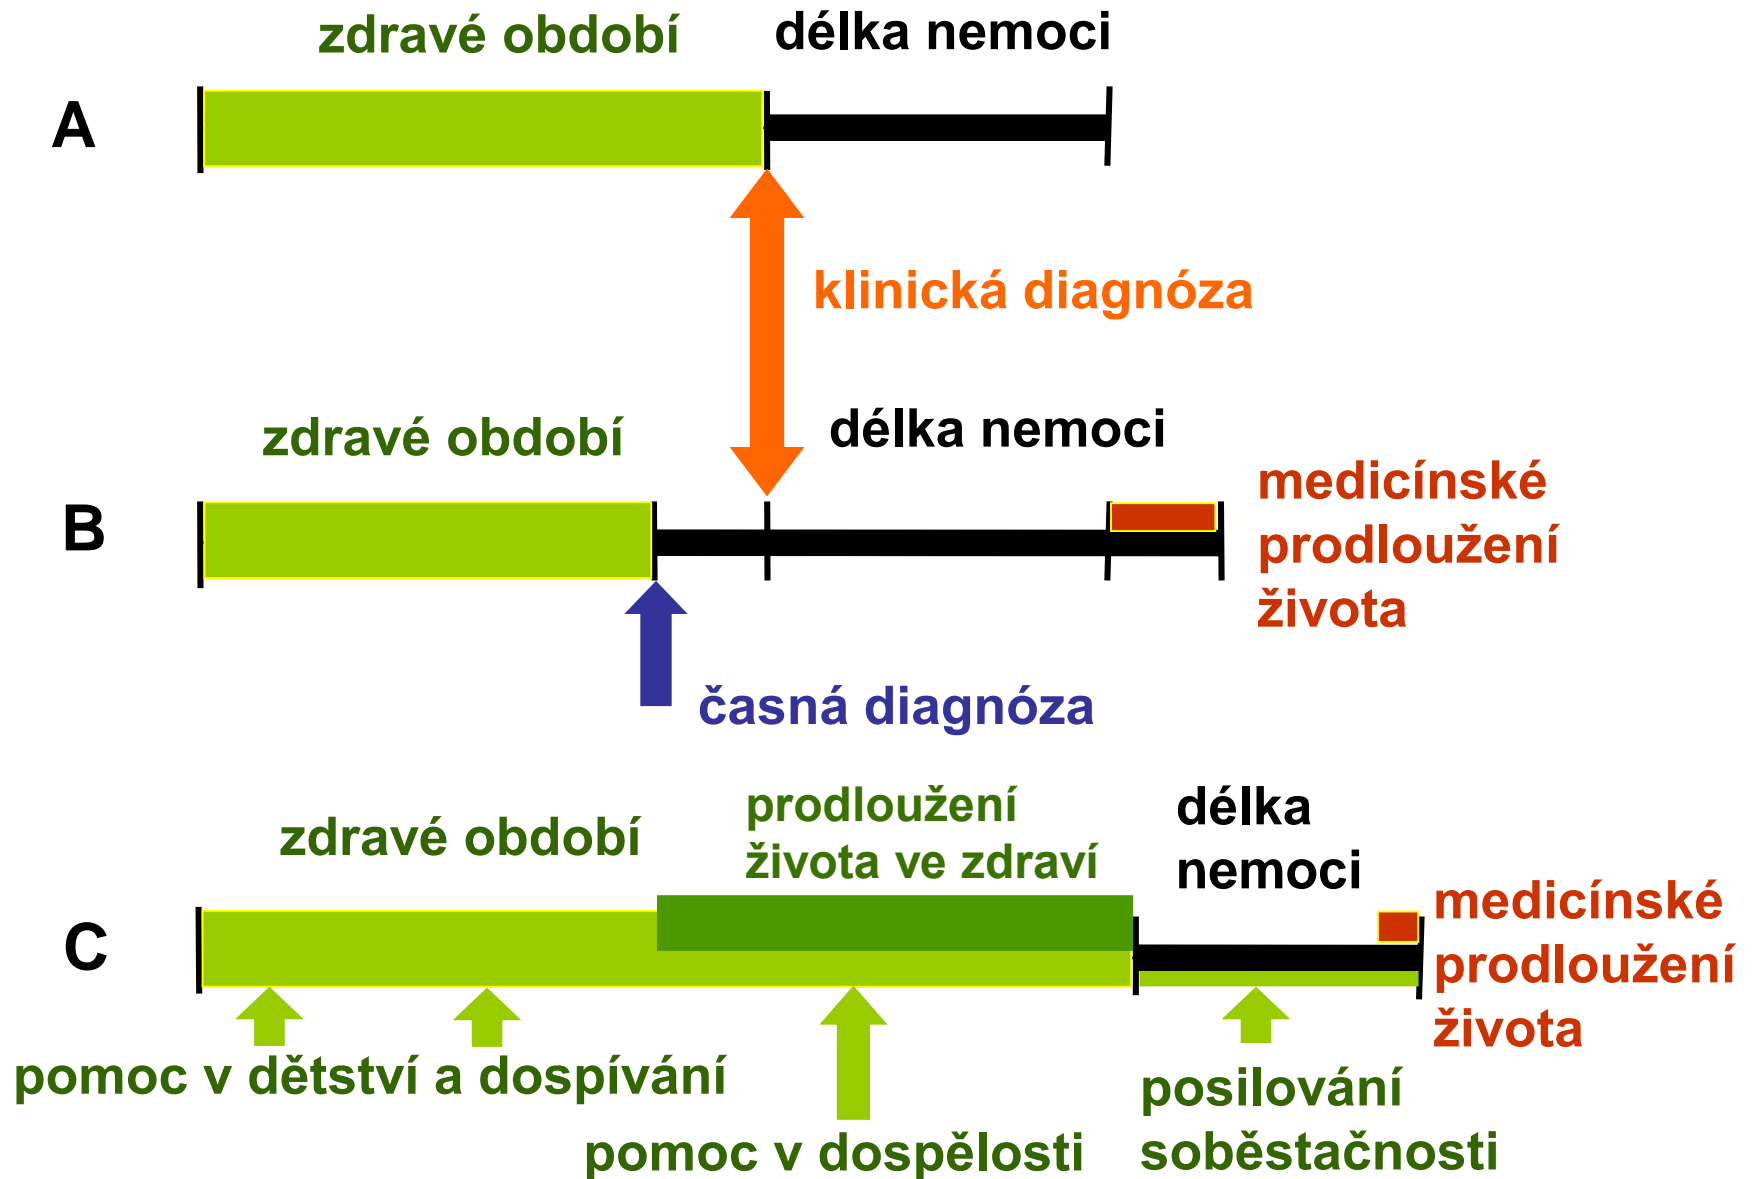 zdravé období
délka nemoci
A
klinická diagnóza
zdravé období
délka nemoci
B
medicínské
prodloužení
života
časná diagnóza
zdravé období
prodloužení
života ve zdraví
délka
nemoci
C
medicínské
prodloužení
života
pomoc v dětství a dospívání
pomoc v dospělosti
posilování
soběstačnosti